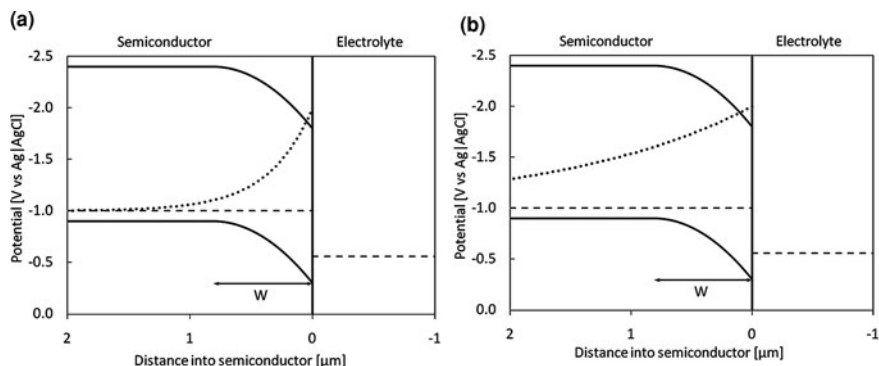 (a)
Semiconductor Electrolyte
-2.5
-2.0
-1.5
-1.0
-0.5
0.0
Potential [V vs Ag|AgCl]
W
2 1 0 -1
Distance into semiconductor [µm]
(b)
Semiconductor Electrolyte
-2.5
-2.0
-1.5
-1.0
-0.5
0.0
Potential [V vs Ag|AgCl]
W
2 1 0 -1
Distance into semiconductor [µm]